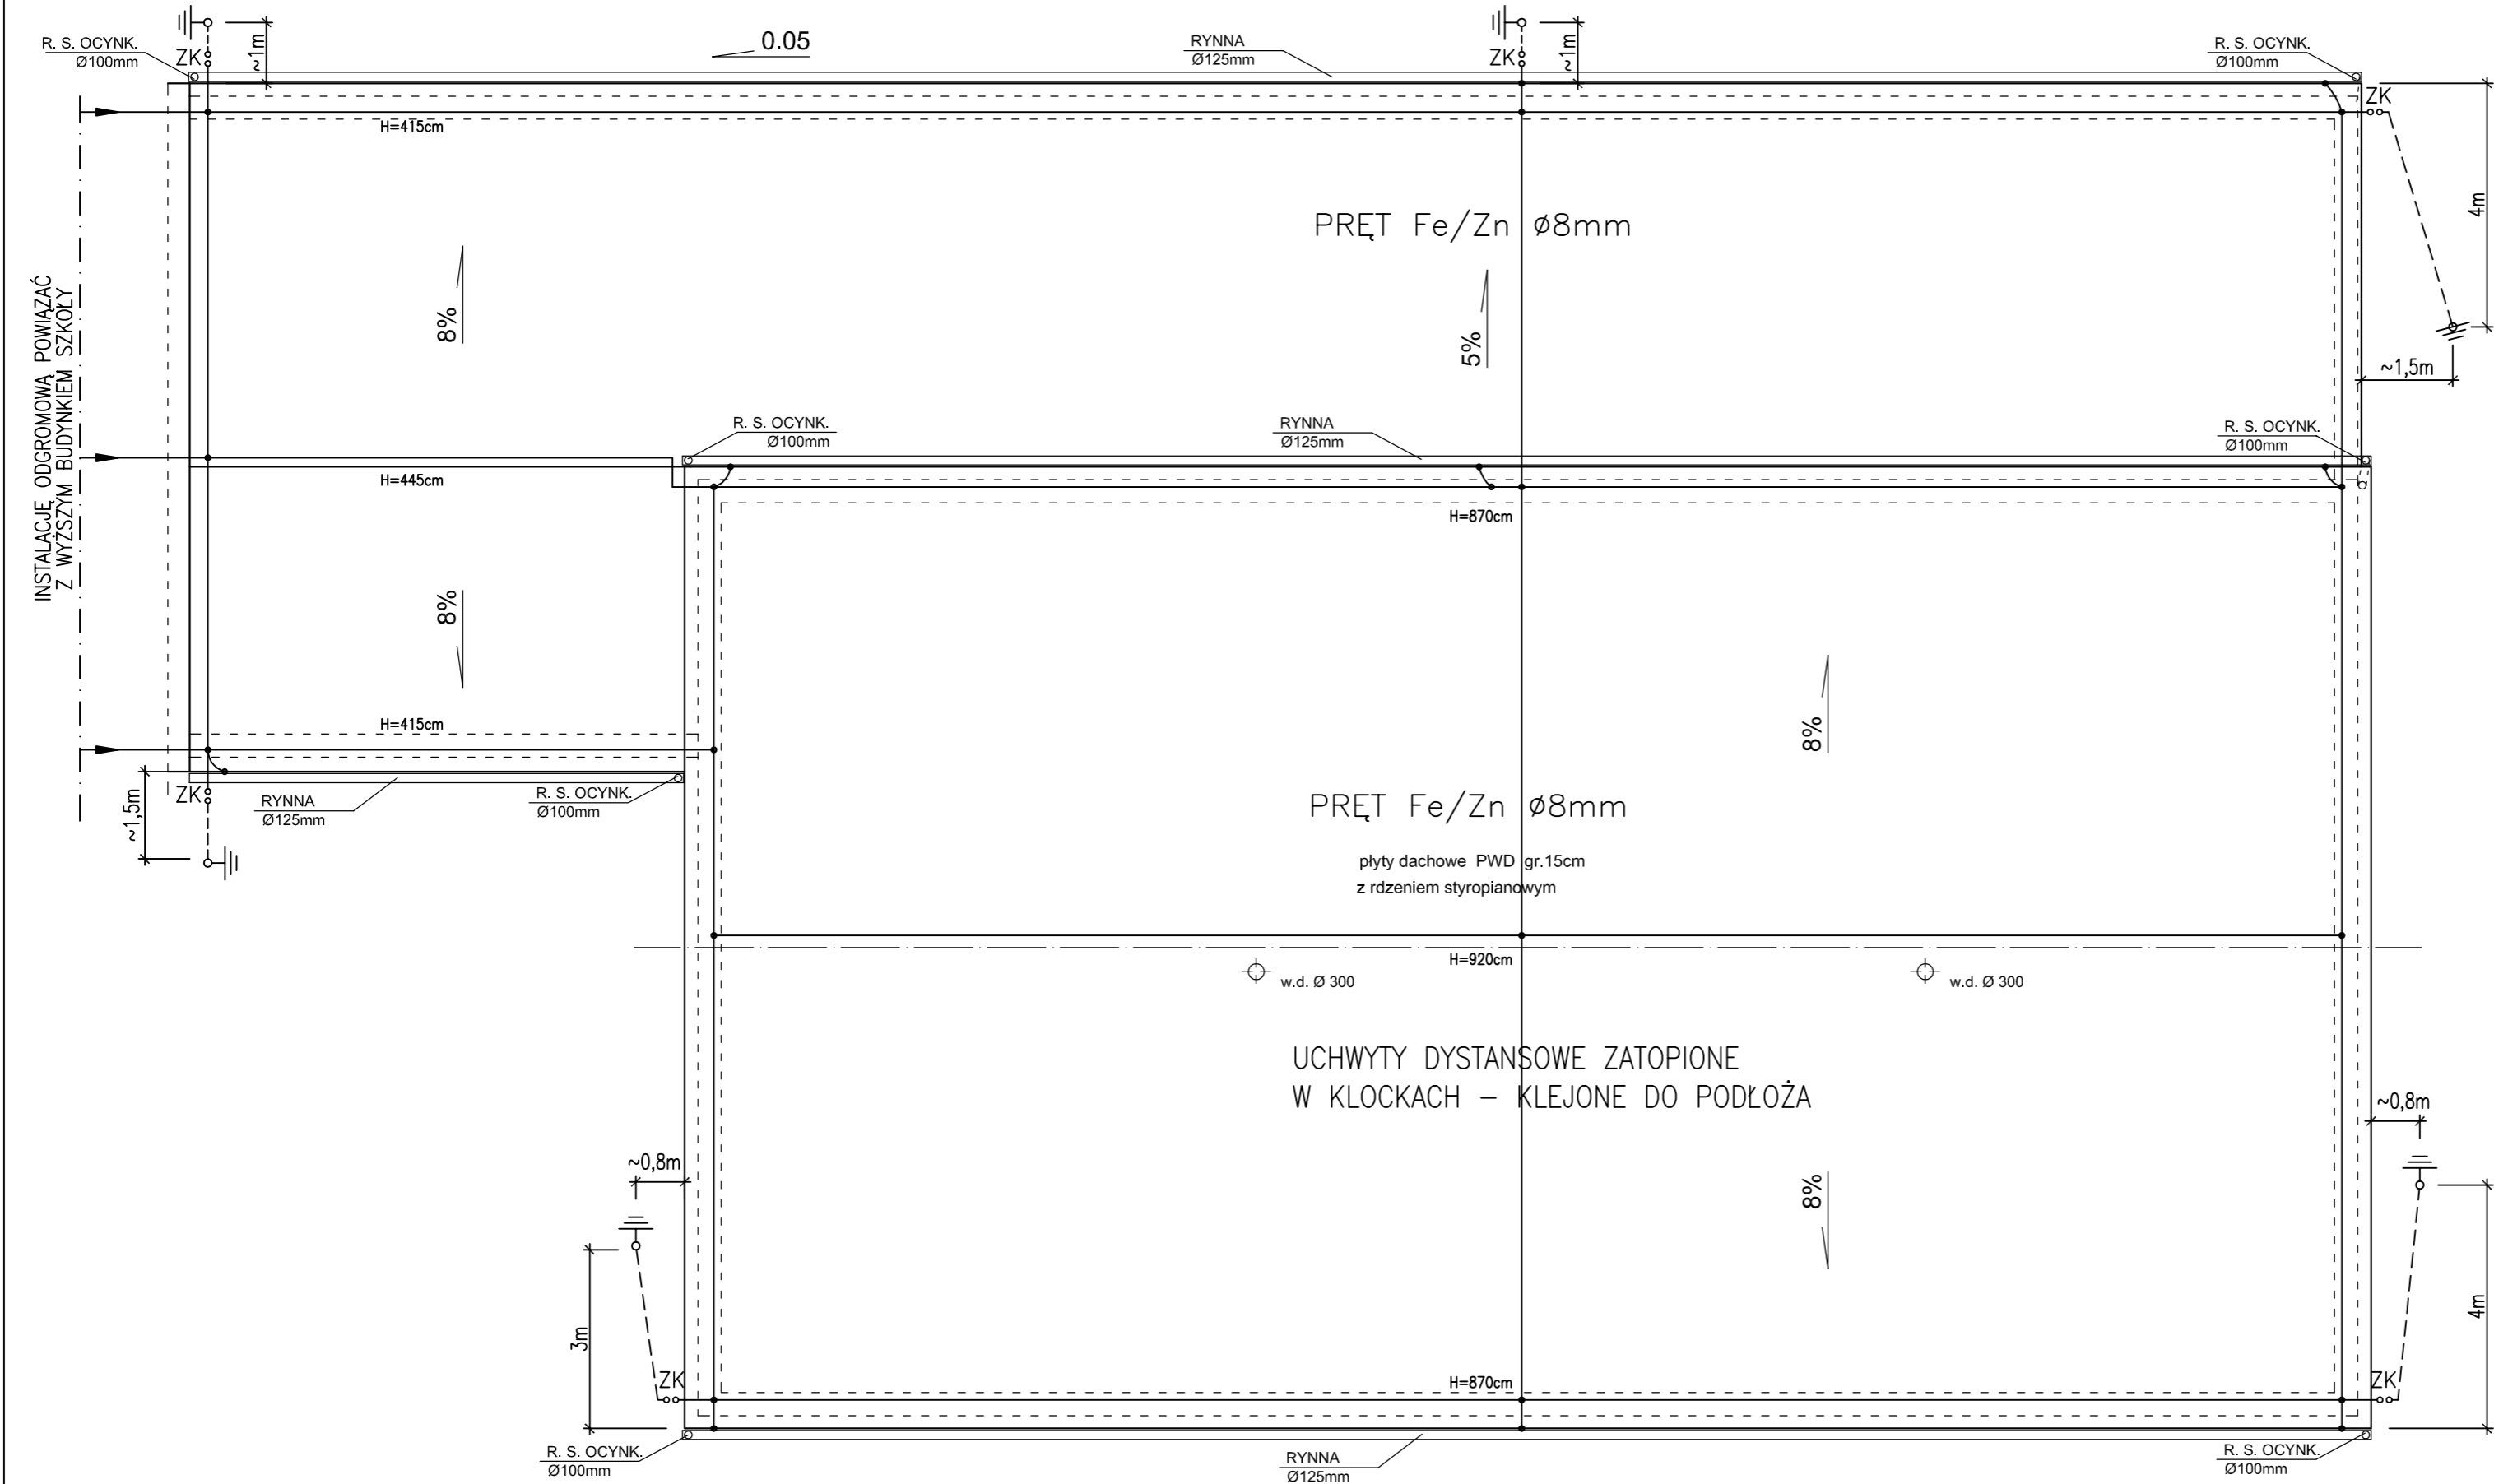 R. S. OCYNK.
Ø100mm
ZK
~1m
0.05
RYNNA
Ø125mm
ZK
~1m
R. S. OCYNK.
Ø100mm
ZK
H=415cm
4m
PRĘT Fe/Zn ø8mm
8%
5%
~1,5m
INSTALACJĘ ODGROMOWĄ POWIĄZAĆ
Z WYŻSZYM BUDYNKIEM SZKOŁY
R. S. OCYNK.
Ø100mm
RYNNA
Ø125mm
R. S. OCYNK.
Ø100mm
H=445cm
H=870cm
8%
8%
H=415cm
ZK
~1,5m
RYNNA
Ø125mm
R. S. OCYNK.
Ø100mm
PRĘT Fe/Zn ø8mm
płyty dachowe PWD gr.15cm
z rdzeniem styropianowym
H=920cm
w.d. Ø 300
w.d. Ø 300
UCHWYTY DYSTANSOWE ZATOPIONE
W KLOCKACH – KLEJONE DO PODŁOŻA
~0,8m
~0,8m
8%
3m
4m
ZK
H=870cm
ZK
R. S. OCYNK.
Ø100mm
RYNNA
Ø125mm
R. S. OCYNK.
Ø100mm